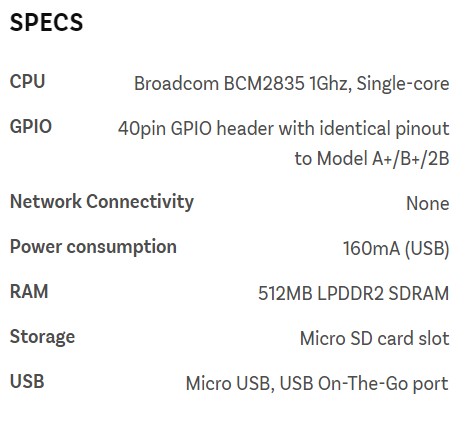 SPECS
CPU Broadcom BCM2835 1Ghz, Single-core
GPIO 40pin GPIO header with identical pinout
to Model A+/B+/2B
Network Connectivity None
Power consumption 160mA (USB)
RAM 512MB LPDDR2 SDRAM
Storage Micro SD card slot
USB Micro USB, USB On-The-Go port